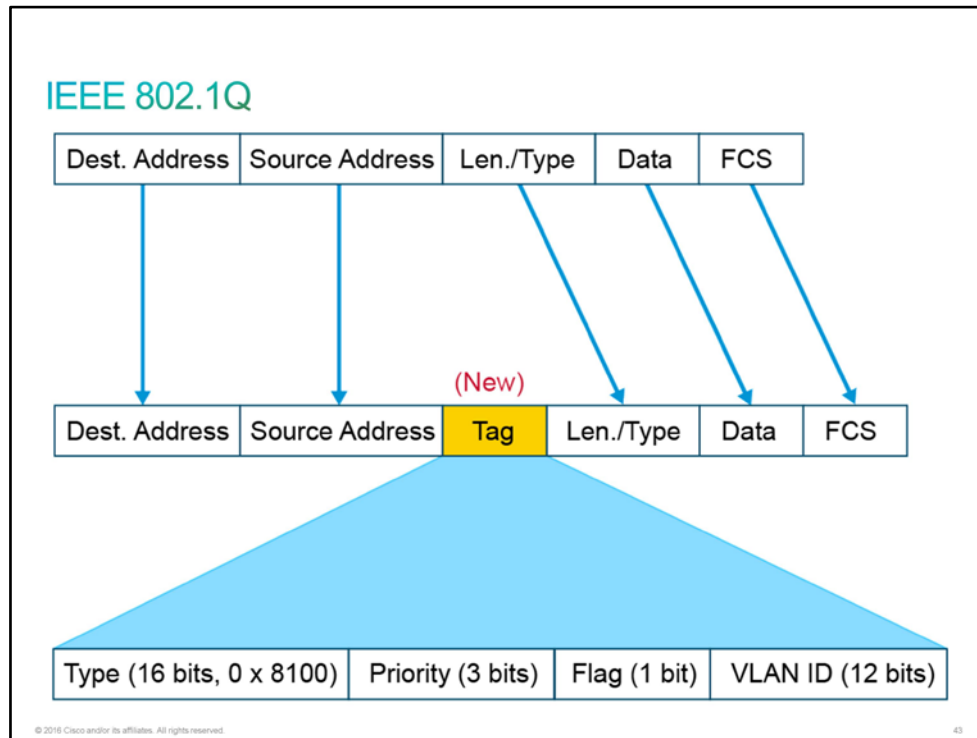 IEEE 802.1Q
Dest. Address Source Address Len./Type Data FCS
(New)
Dest. Address Source Address Tag Len./Type Data FCS
Type (16 bits, 0 x 8100) Priority (3 bits) Flag (1 bit) VLAN ID (12 bits)
© 2016 Cisco and/or its affiliates. All rights reserved. 43